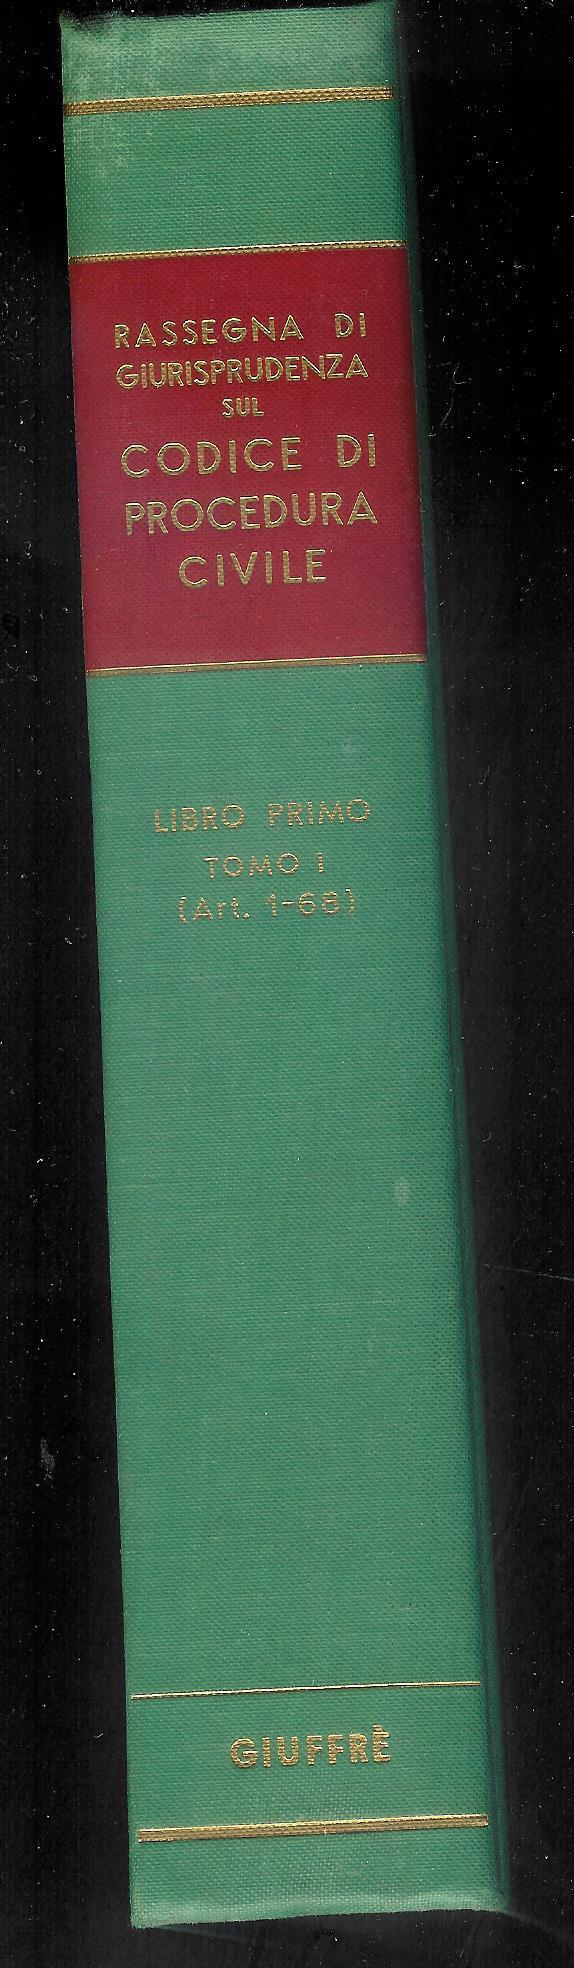 RASSEGNA DI
GIURISPRUDENZA
SUL
CODICE DI
PROCEDURA
CIVILE
LIBRO PRIMO
TOMO I
(Art. 1-68)
GIUFFRÈ